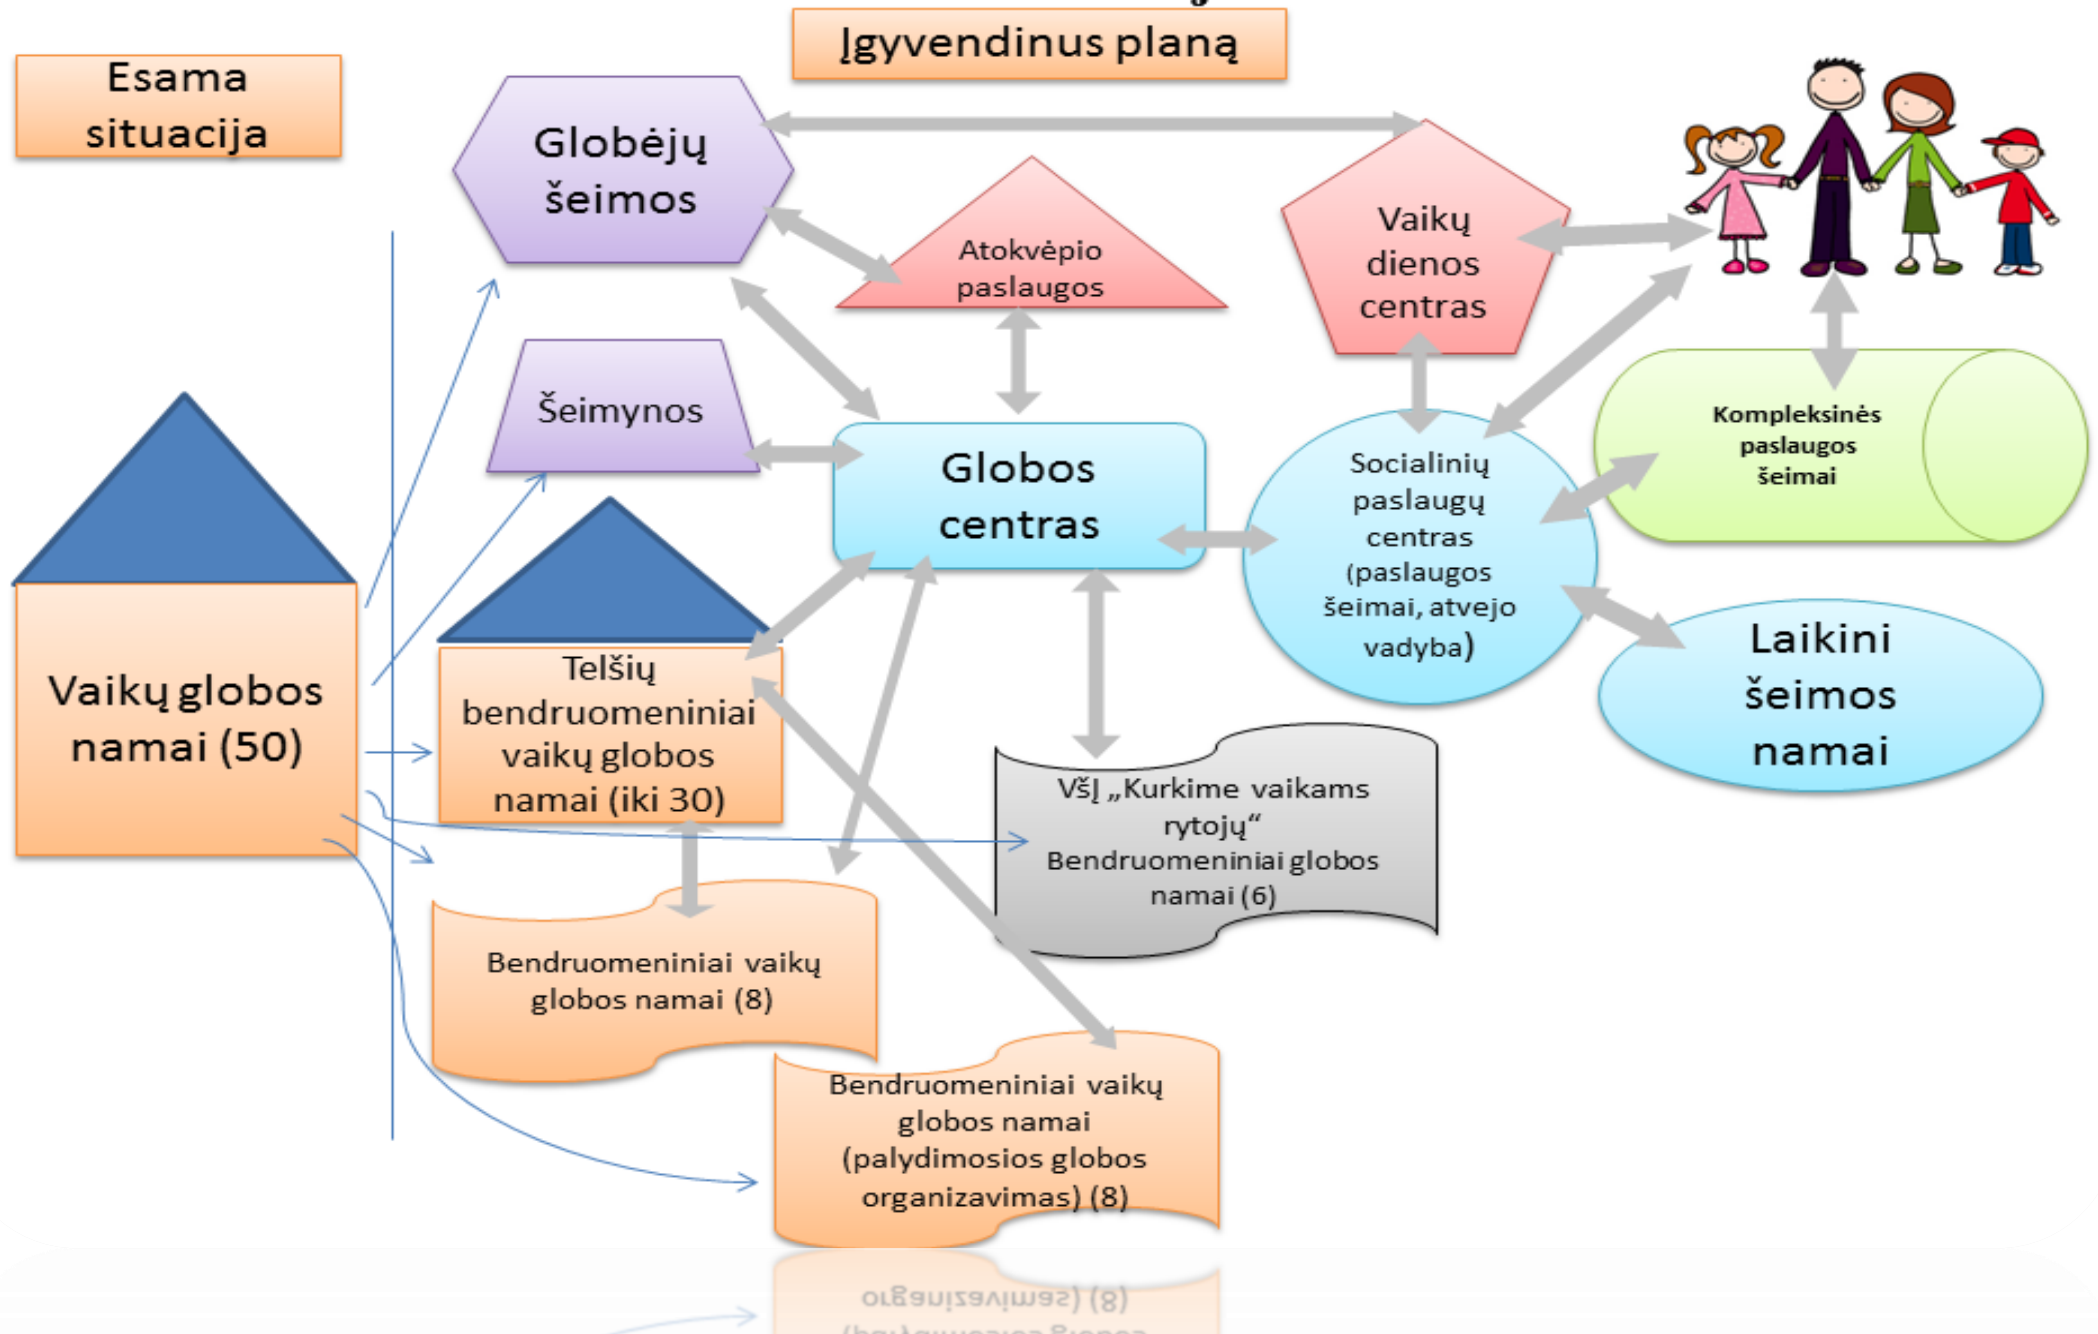 Įgyvendinus planą
Esama
situacija
Globėjų
šeimos
Atokvėpio
paslaugos
Vaikų
dienos
centras
Šeimynos
Globos
centras
Socialinių
paslaugų
centras
(paslaugos
šeimai, atvejo
vadyba)
Kompleksinės
paslaugos
šeimai
Laikini
šeimos
namai
Vaikų globos
namai (50)
Telšių
bendruomeniniai
vaikų globos
namai (iki 30)
VšĮ „Kurkime vaikams
rytojų“
Bendruomeniniai globos
namai (6)
Bendruomeniniai vaikų
globos namai (8)
Bendruomeniniai vaikų
globos namai
(palydimosios globos
organizavimas) (8)
organizavimas) (8)